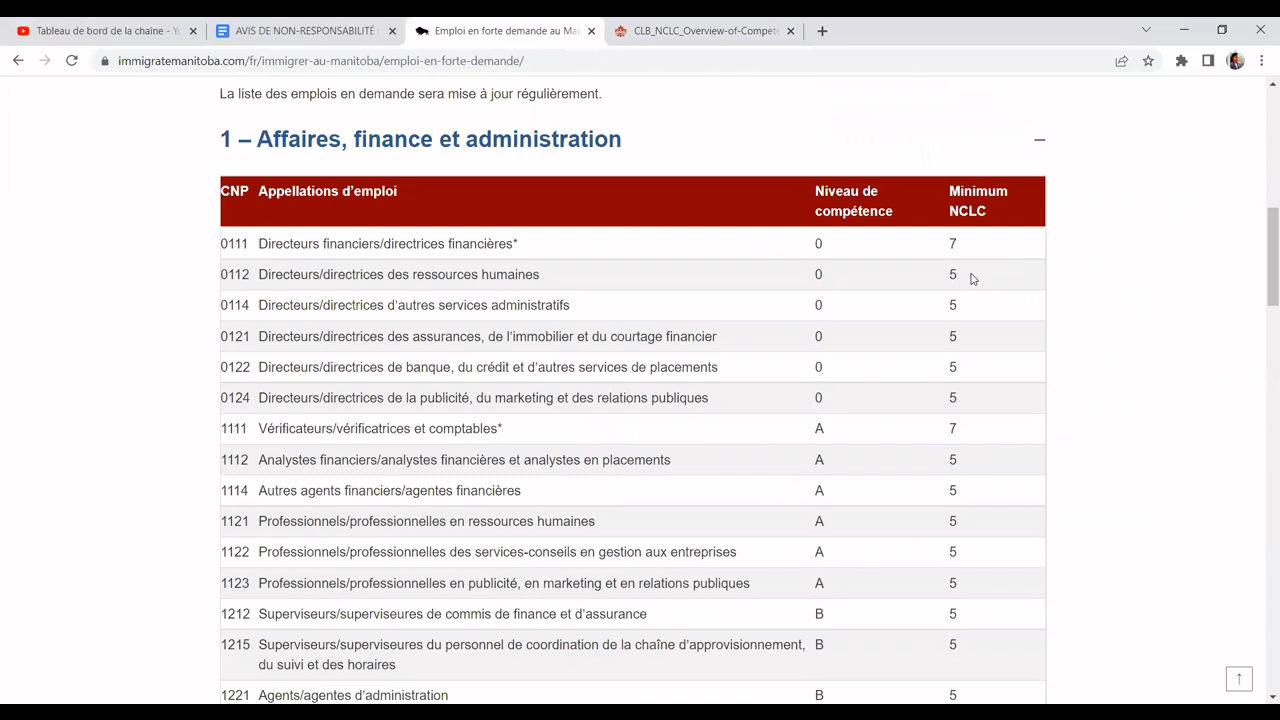 Tableau de bord de la chaîne - Y
AVIS DE NON-RESPONSABILITÉ
Emploi en forte demande au Ma
CLB_NCLC_Overview-of-Compete
immigratemanitoba.com/fr/immigrer-au-manitoba/emploi-en-forte-demande/
La liste des emplois en demande sera mise à jour régulièrement.
1 – Affaires, finance et administration
CNP Appellations d'emploi Niveau de compétence Minimum NCLC
0111 Directeurs financiers/directrices financières* 0 7
0112 Directeurs/directrices des ressources humaines 0 5
0114 Directeurs/directrices d'autres services administratifs 0 5
0121 Directeurs/directrices des assurances, de l'immobilier et du courtage financier 0 5
0122 Directeurs/directrices de banque, du crédit et d'autres services de placements 0 5
0124 Directeurs/directrices de la publicité, du marketing et des relations publiques 0 5
1111 Vérificateurs/vérificatrices et comptables* A 7
1112 Analystes financiers/analystes financières et analystes en placements A 5
1114 Autres agents financiers/agentes financières A 5
1121 Professionnels/professionnelles en ressources humaines A 5
1122 Professionnels/professionnelles des services-conseils en gestion aux entreprises A 5
1123 Professionnels/professionnelles en publicité, en marketing et en relations publiques A 5
1212 Superviseurs/superviseures de commis de finance et d'assurance B 5
1215 Superviseurs/superviseures du personnel de coordination de la chaîne d'approvisionnement, B 5
du suivi et des horaires
1221 Agents/agentes d'administration B 5